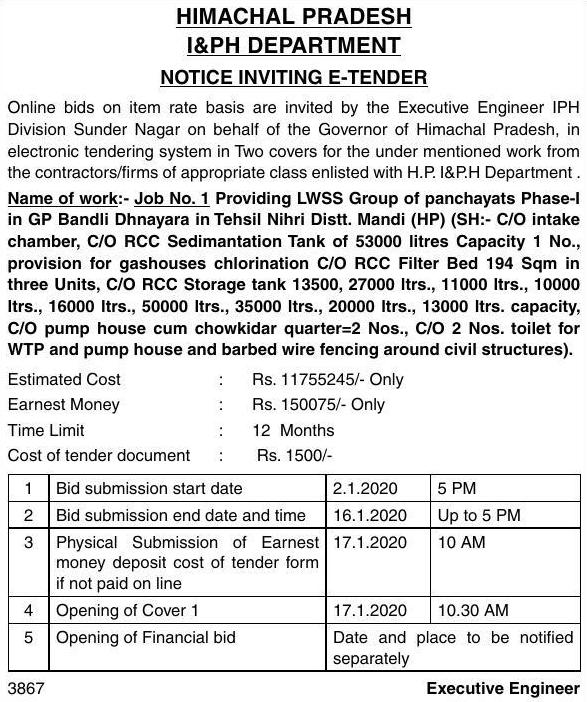 HIMACHAL PRADESH
I&PH DEPARTMENT
NOTICE INVITING E-TENDER
Online bids on item rate basis are invited by the Executive Engineer IPH
Division Sunder Nagar on behalf of the Governor of Himachal Pradesh, in
electronic tendering system in Two covers for the under mentioned work from
the contractors/firms of appropriate class enlisted with H.P. I&P.H Department .
Name of work:- Job No. 1 Providing LWSS Group of panchayats Phase-I
in GP Bandli Dhnayara in Tehsil Nihri Distt. Mandi (HP) (SH:- C/O intake
chamber, C/O RCC Sedimantation Tank of 53000 litres Capacity 1 No.,
provision for gashouses chlorination C/O RCC Filter Bed 194 Sqm in
three Units, C/O RCC Storage tank 13500, 27000 ltrs., 11000 ltrs., 10000
ltrs., 16000 ltrs., 50000 ltrs., 35000 ltrs., 20000 ltrs., 13000 ltrs. capacity,
C/O pump house cum chowkidar quarter=2 Nos., C/O 2 Nos. toilet for
WTP and pump house and barbed wire fencing around civil structures).
Estimated Cost : Rs. 11755245/- Only
Earnest Money : Rs. 150075/- Only
Time Limit : 12 Months
Cost of tender document : Rs. 1500/-
1 Bid submission start date 2.1.2020 5 PM
2 Bid submission end date and time 16.1.2020 Up to 5 PM
3 Physical Submission of Earnest 17.1.2020 10 AM
money deposit cost of tender form
if not paid on line
4 Opening of Cover 1 17.1.2020 10.30 AM
5 Opening of Financial bid Date and place to be notified
separately
3867 Executive Engineer